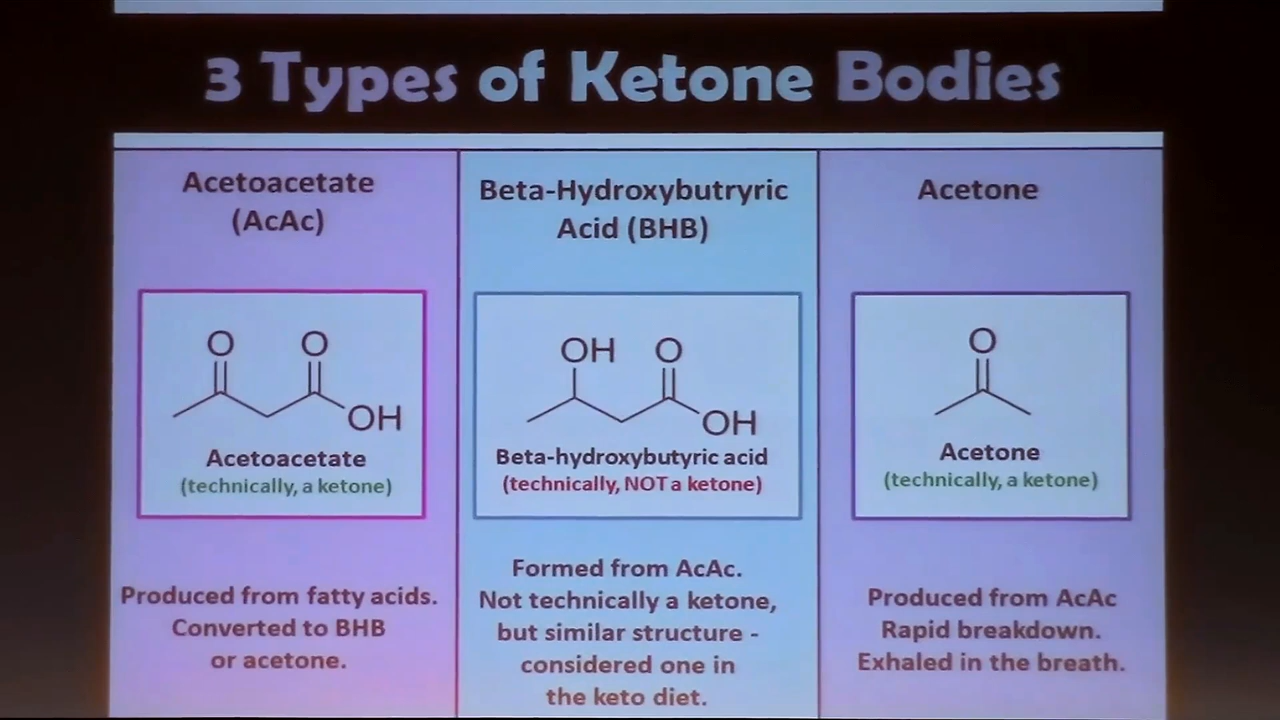 3 Types of Ketone Bodies
Acetoacetate
(AcAc)
O O
OH
Acetoacetate
(technically, a ketone)
Produced from fatty acids.
Converted to BHB
or acetone.
Beta-Hydroxybutryric
Acid (BHB)
OH O
OH
Beta-hydroxybutyric acid
(technically, NOT a ketone)
Formed from AcAc.
Not technically a ketone,
but similar structure -
considered one in
the keto diet.
Acetone
O
Acetone
(technically, a ketone)
Produced from AcAc
Rapid breakdown.
Exhaled in the breath.